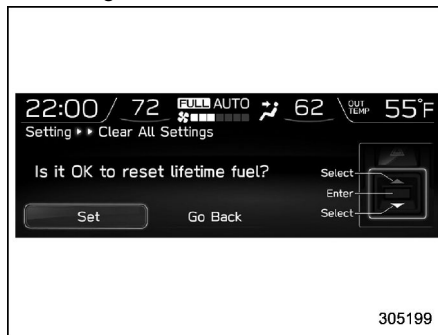 22:00 / 72 FULL AUTO 62 OUT TEMP 55°F
Setting ▸▸ Clear All Settings
Is it OK to reset lifetime fuel?
Select
Enter
Select
Set Go Back
305199